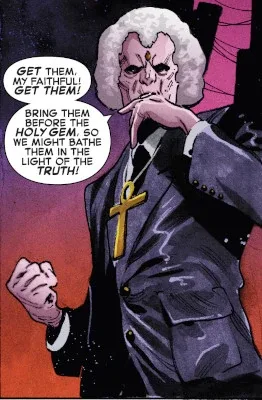 GET THEM,
MY FAITHFUL!
GET THEM!
BRING THEM
BEFORE THE
HOLY GEM, SO
WE MIGHT BATHE
THEM IN THE
LIGHT OF THE
TRUTH!